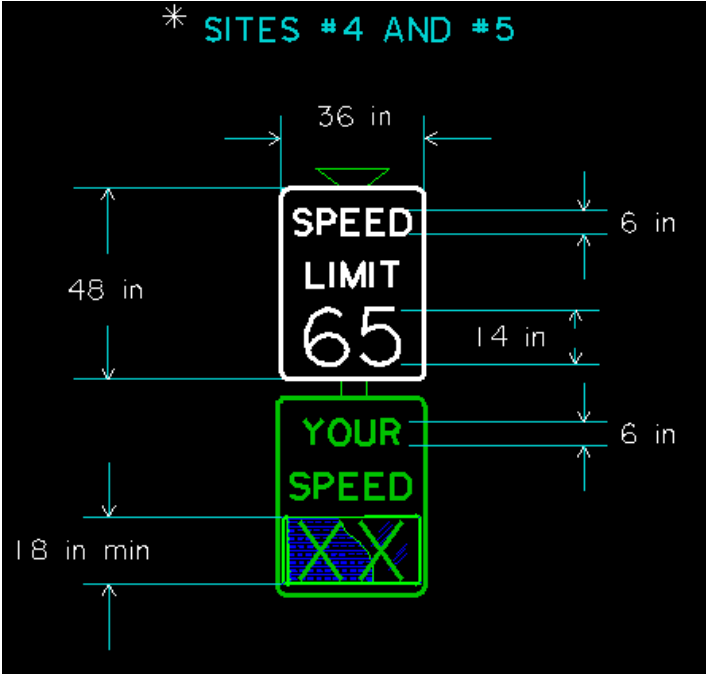 * SITES #4 AND #5
36 in
SPEED
6 in
LIMIT
48 in
65
14 in
YOUR
6 in
SPEED
18 in min
XX